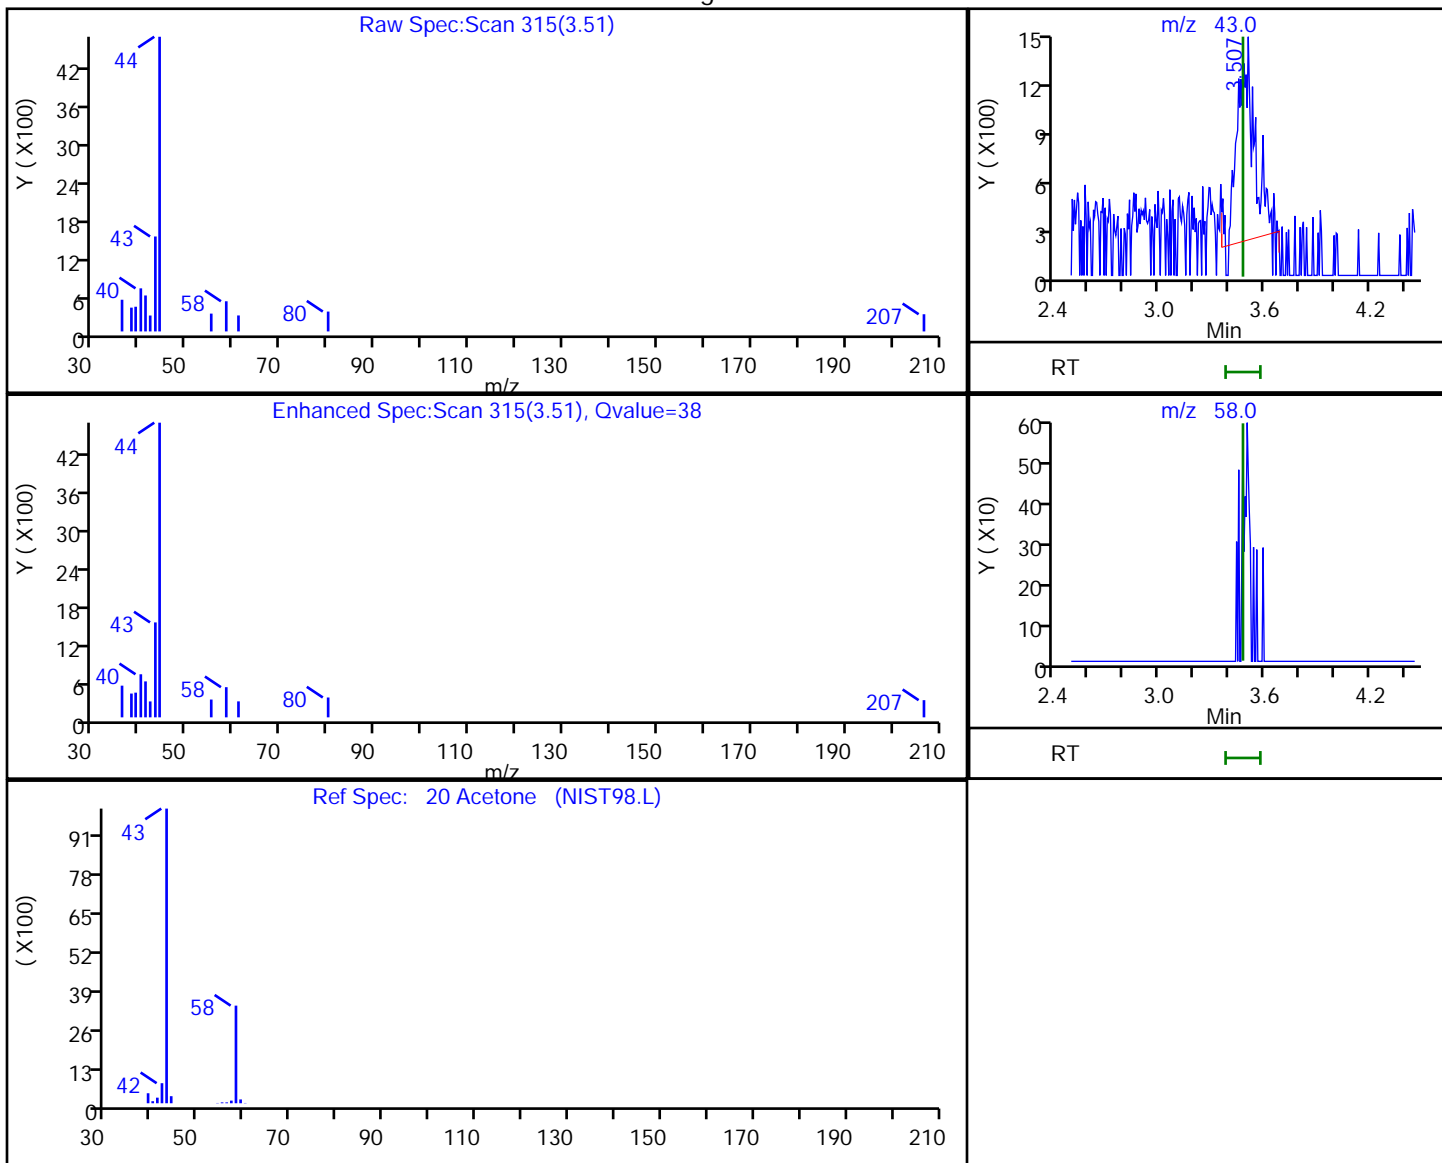 Raw Spec:Scan 315(3.51)
44
43
40
58
80
207
Y ( X100)
42
36
30
24
18
12
6
0
30 50 70 90 110 130 150 170 190 210
m/z
m/z 43.0
3.507
Y ( X100)
15
12
9
6
3
0
2.4 3.0 3.6 4.2
Min
RT
Enhanced Spec:Scan 315(3.51), Qvalue=38
44
43
40
58
80
207
Y ( X100)
42
36
30
24
18
12
6
0
30 50 70 90 110 130 150 170 190 210
m/z
m/z 58.0
Y ( X10)
60
50
40
30
20
10
0
2.4 3.0 3.6 4.2
Min
RT
Ref Spec: 20 Acetone (NIST98.L)
43
58
42
( X100)
91
78
65
52
39
26
13
0
30 50 70 90 110 130 150 170 190 210